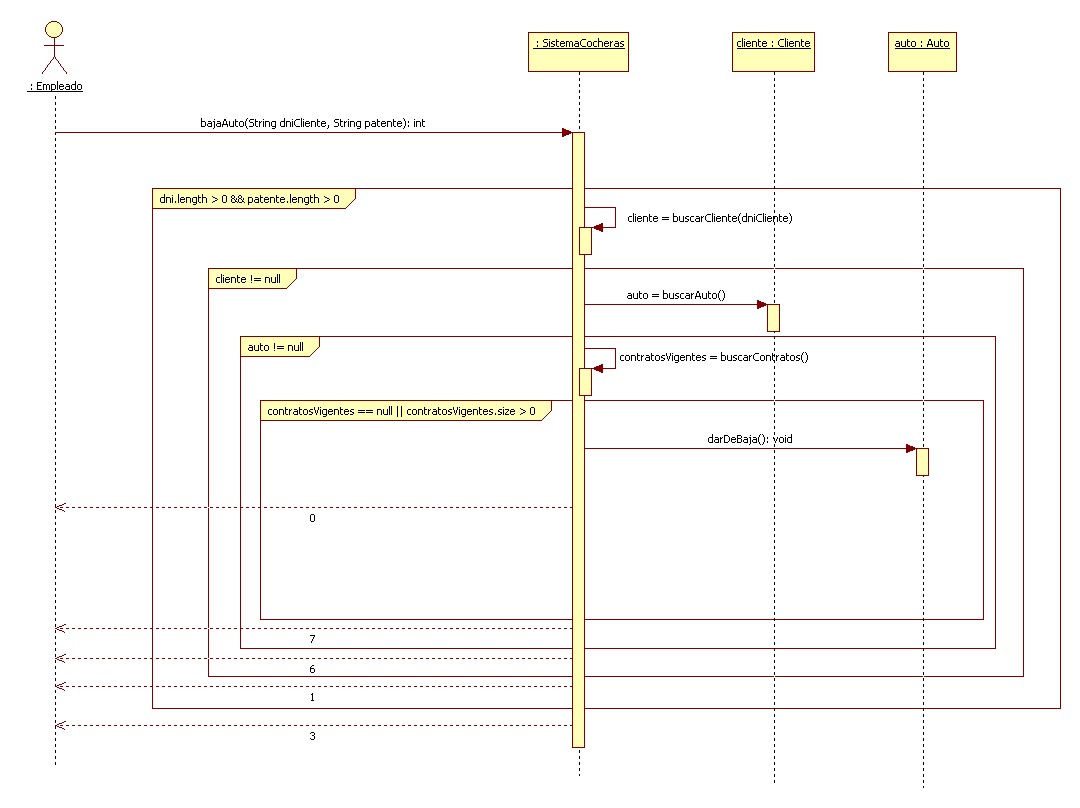 : SistemaCocheras
cliente : Cliente
auto : Auto
: Empleado
bajaAuto(String dniCliente, String patente): int
dni.length > 0 && patente.length > 0
cliente = buscarCliente(dniCliente)
cliente != null
auto = buscarAuto()
auto != null
contratosVigentes = buscarContratos()
contratosVigentes == null || contratosVigentes.size > 0
darDeBaja(): void
0
7
6
1
3